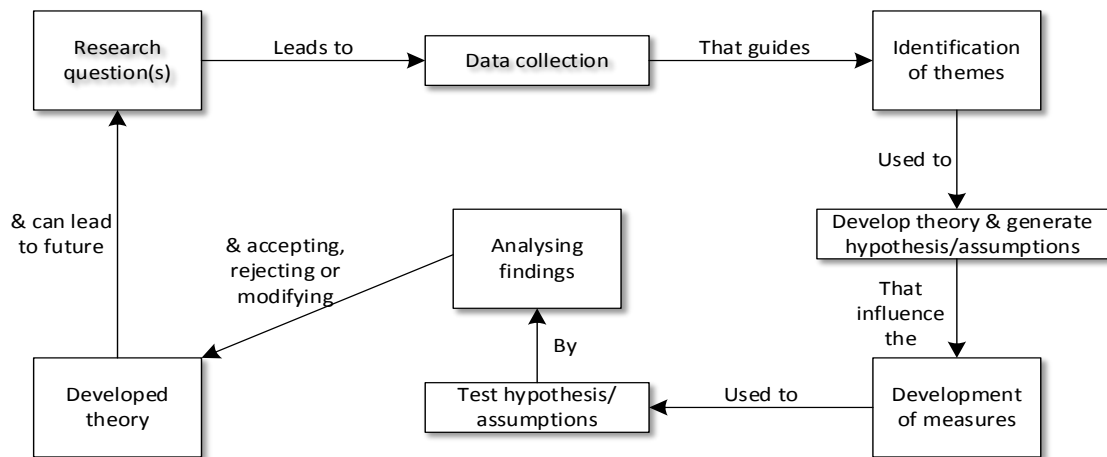 Research
question(s)
Leads to
Data collection
That guides
Identification
of themes
Used to
Develop theory & generate
hypothesis/assumptions
That
influence
the
Development
of measures
Used to
Test hypothesis/
assumptions
By
Analysing
findings
& accepting,
rejecting or
modifying
Developed
theory
& can lead
to future